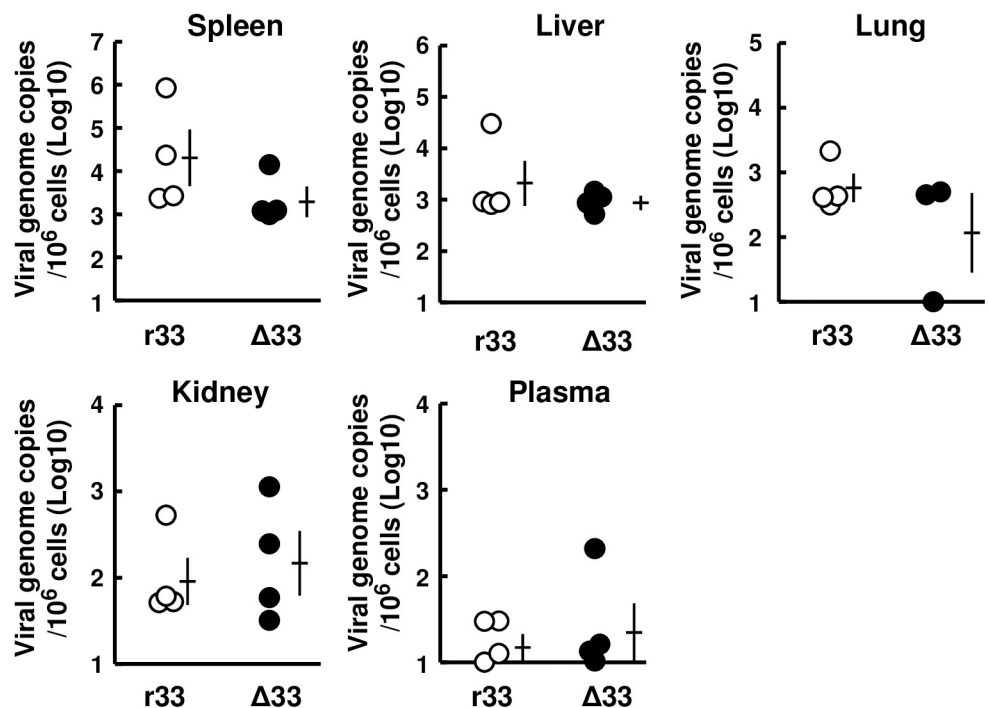 Spleen
Viral genome copies
/10⁶ cells (Log10)
7
6
5
4
3
2
1
r33 Δ33
Liver
Viral genome copies
/10⁶ cells (Log10)
6
5
4
3
2
1
r33 Δ33
Lung
Viral genome copies
/10⁶ cells (Log10)
5
4
3
2
1
r33 Δ33
Kidney
Viral genome copies
/10⁶ cells (Log10)
4
3
2
1
r33 Δ33
Plasma
Viral genome copies
/10⁶ cells (Log10)
4
3
2
1
r33 Δ33